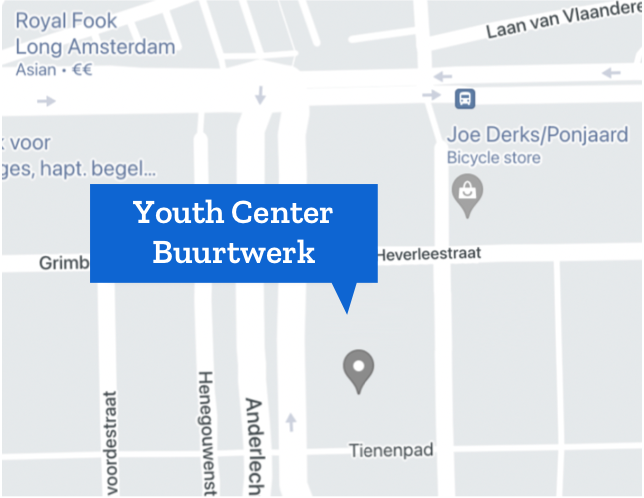 Royal Fook
Long Amsterdam
Asian • €€
Laan van Vlaandere
Joe Derks/Ponjaard
Bicycle store
voor
ges, hapt. begel...
Youth Center
Buurtwerk
Grimb
Heverleestraat
voordestraat
Henegouwenst
Anderlech
Tienenpad